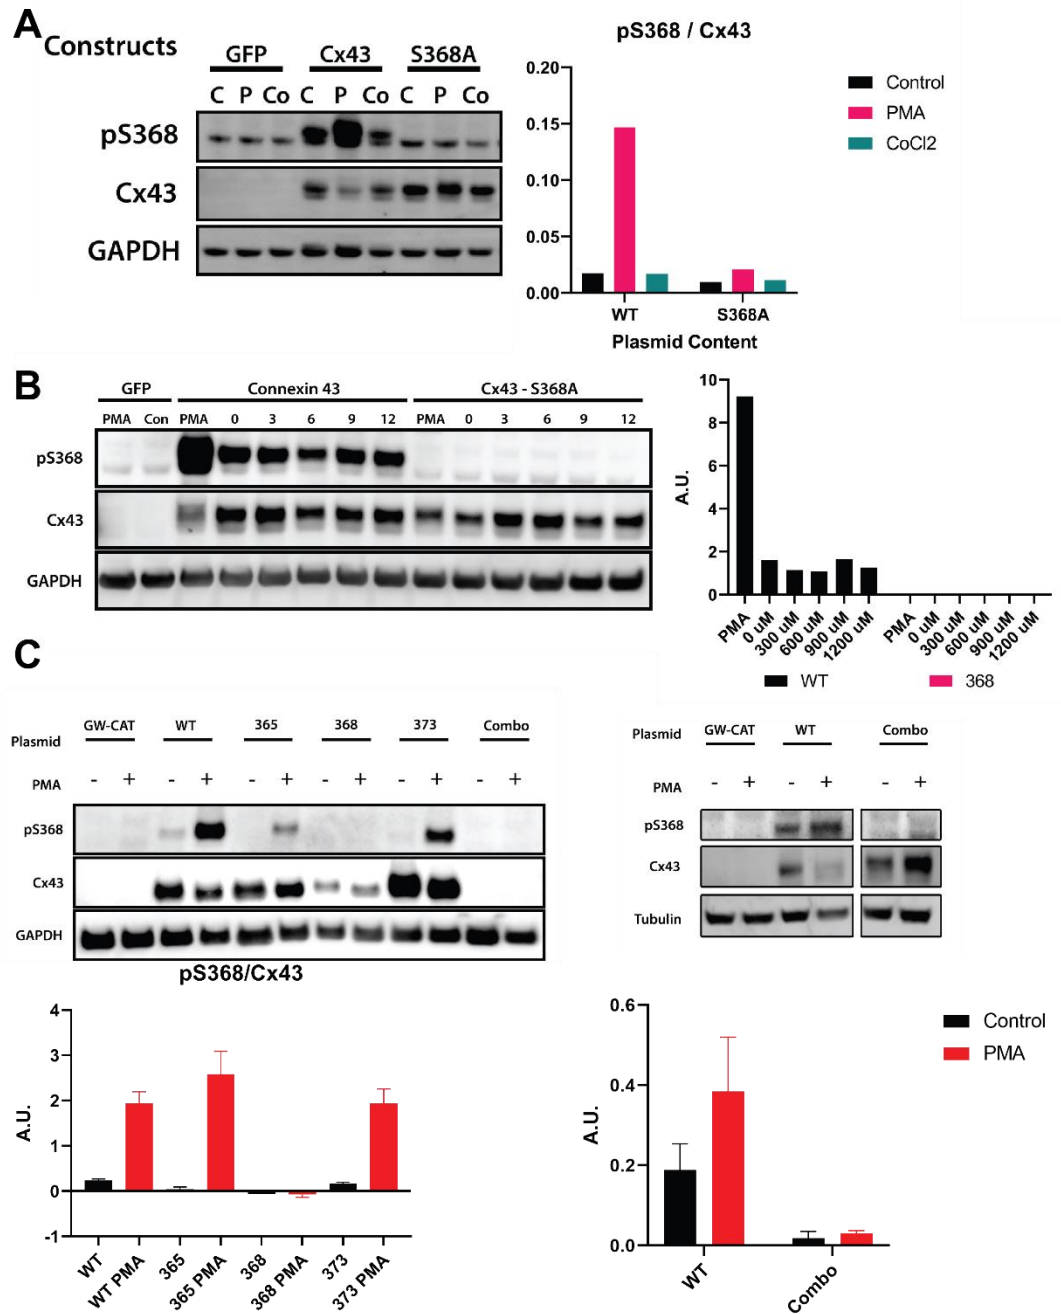 A
Constructs
GFP Cx43 S368A
C P Co C P Co C P Co
pS368
Cx43
GAPDH
pS368 / Cx43
0.20
0.15
0.10
0.05
0.00
WT S368A
Plasmid Content
Control
PMA
CoCl2
B
GFP Connexin 43 Cx43 - S368A
PMA Con PMA 0 3 6 9 12 PMA 0 3 6 9 12
pS368
Cx43
GAPDH
10
8
6
4
2
0
A.U.
PMA 0 uM 300 uM 600 uM 900 uM 1200 uM PMA 0 uM 300 uM 600 uM 900 uM 1200 uM
WT 368
C
Plasmid GW-CAT WT 365 368 373 Combo
PMA - + - + - + - + - + - +
pS368
Cx43
GAPDH
Plasmid GW-CAT WT Combo
PMA - + - + - +
pS368
Cx43
Tubulin
pS368/Cx43
4
3
2
1
0
-1
A.U.
WT WT PMA 365 365 PMA 368 368 PMA 373 373 PMA
0.6
0.4
0.2
0.0
A.U.
WT Combo
Control
PMA